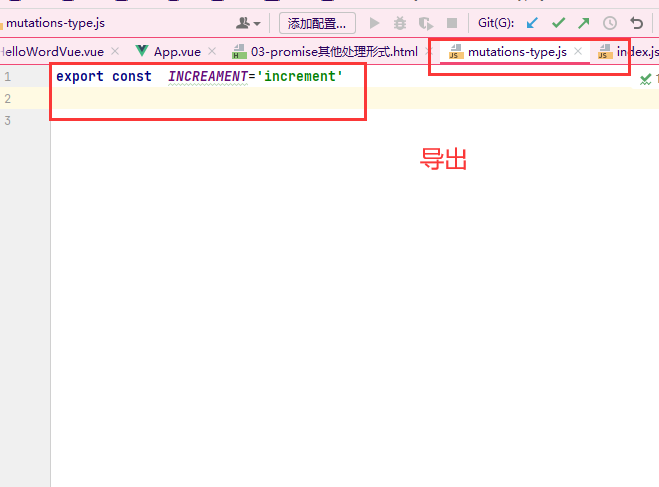 mutations-type.js
添加配置...
Git(G):
HelloWordVue.vue
App.vue
03-promise其他处理形式.html
mutations-type.js
index.js
1
1 export const INCREAMENT='increment'
2
3
导出